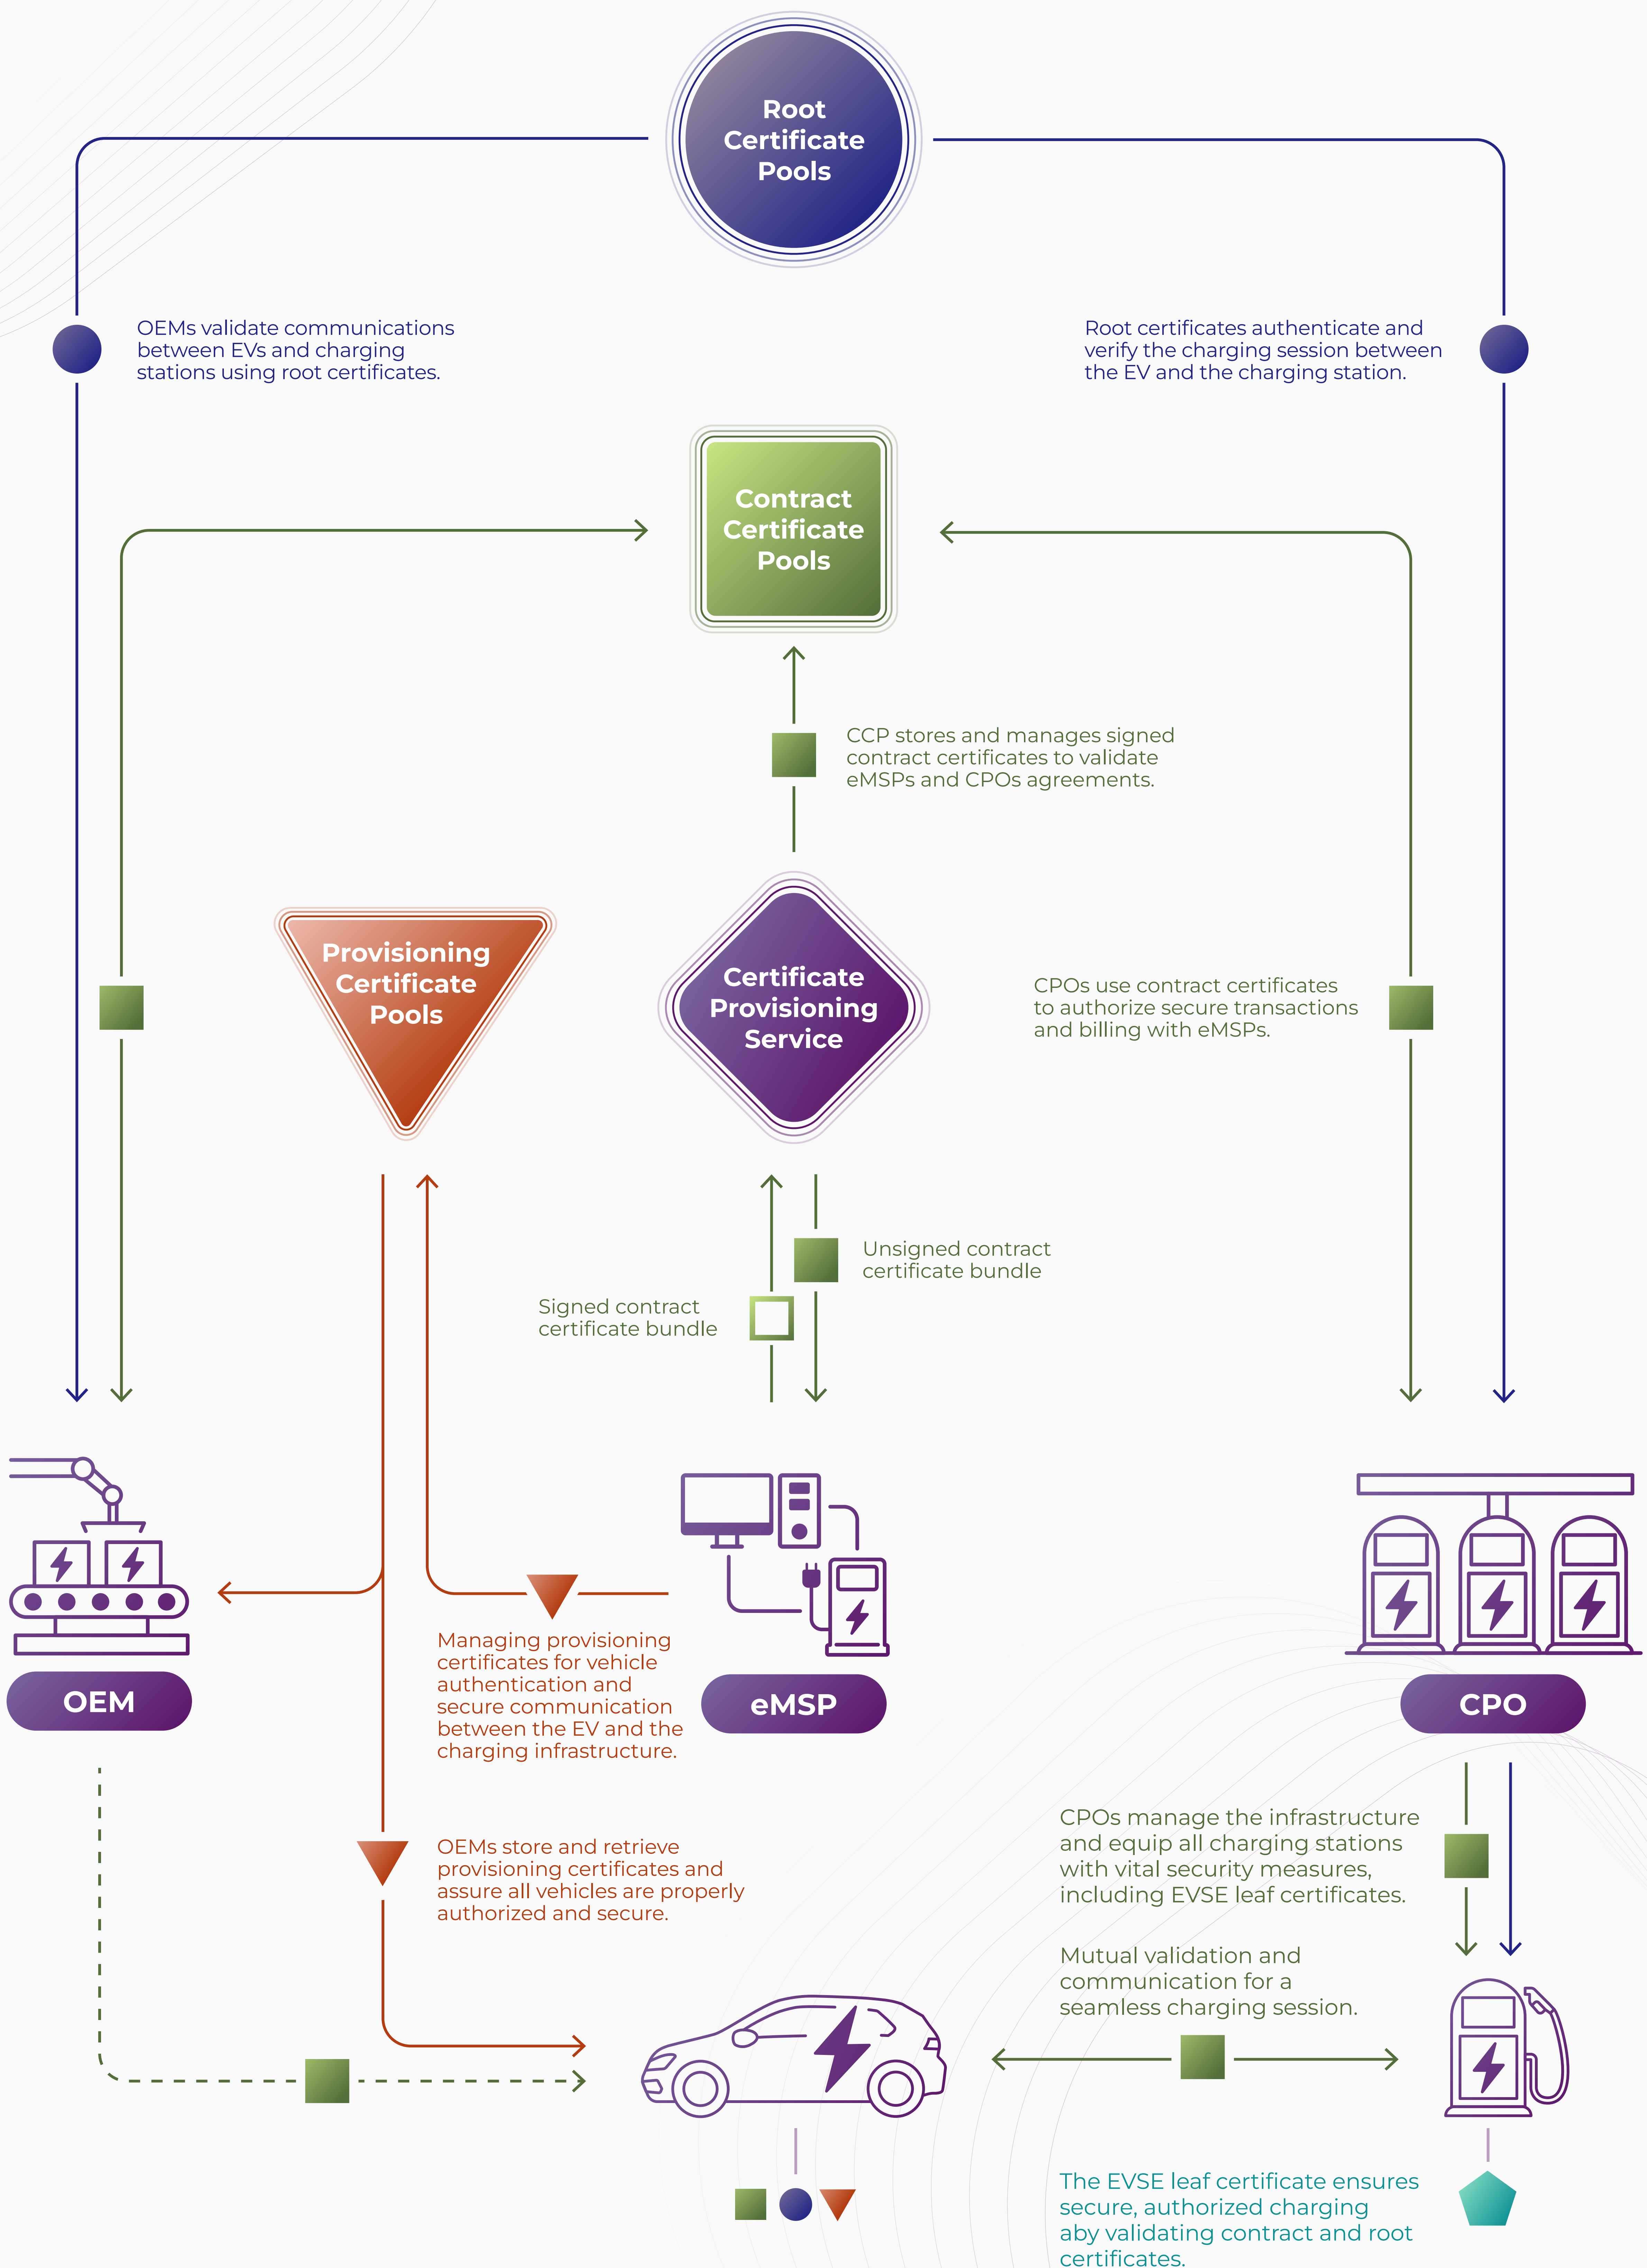 Root
Certificate
Pools
OEMs validate communications
between EVs and charging
stations using root certificates.
Root certificates authenticate and
verify the charging session between
the EV and the charging station.
Contract
Certificate
Pools
CCP stores and manages signed
contract certificates to validate
eMSPs and CPOs agreements.
Provisioning
Certificate
Pools
Certificate
Provisioning
Service
CPOs use contract certificates
to authorize secure transactions
and billing with eMSPs.
Unsigned contract
certificate bundle
Signed contract
certificate bundle
Managing provisioning
certificates for vehicle
authentication and
secure communication
between the EV and the
charging infrastructure.
OEM
eMSP
CPO
OEMs store and retrieve
provisioning certificates and
assure all vehicles are properly
authorized and secure.
CPOs manage the infrastructure
and equip all charging stations
with vital security measures,
including EVSE leaf certificates.
Mutual validation and
communication for a
seamless charging session.
The EVSE leaf certificate ensures
secure, authorized charging
aby validating contract and root
certificates.